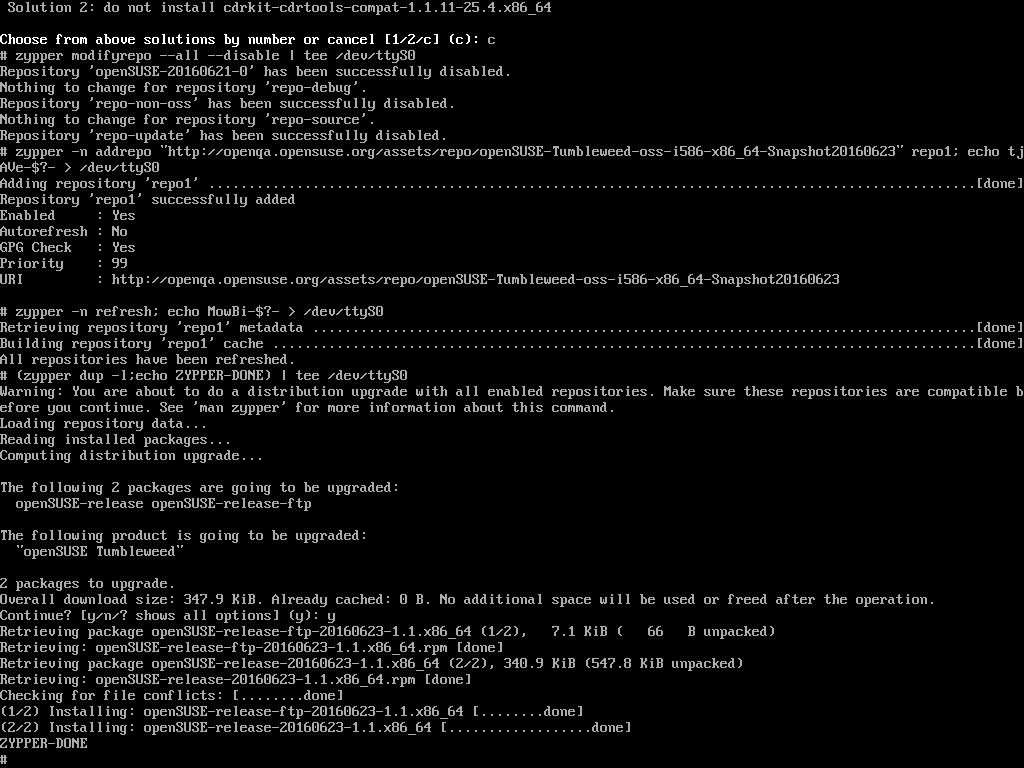 Solution 2: do not install cdrkit-cdrtools-compat-1.1.11-25.4.x86_64

Choose from above solutions by number or cancel [1/2/c] (c): c
# zypper modifyrepo --all --disable | tee /dev/ttyS0
Repository 'openSUSE-20160621-0' has been successfully disabled.
Nothing to change for repository 'repo-debug'.
Repository 'repo-non-oss' has been successfully disabled.
Nothing to change for repository 'repo-source'.
Repository 'repo-update' has been successfully disabled.
# zypper -n addrepo "http://openqa.opensuse.org/assets/repo/openSUSE-Tumbleweed-oss-i586-x86_64-Snapshot20160623" repo1; echo tj
AVe-$?- > /dev/ttyS0
Adding repository 'repo1' ................................................................................................[done]
Repository 'repo1' successfully added
Enabled     : Yes
Autorefresh : No
GPG Check   : Yes
Priority    : 99
URI         : http://openqa.opensuse.org/assets/repo/openSUSE-Tumbleweed-oss-i586-x86_64-Snapshot20160623

# zypper -n refresh; echo MowBi-$?- > /dev/ttyS0
Retrieving repository 'repo1' metadata ...................................................................................[done]
Building repository 'repo1' cache ........................................................................................[done]
All repositories have been refreshed.
# (zypper dup -l;echo ZYPPER-DONE) | tee /dev/ttyS0
Warning: You are about to do a distribution upgrade with all enabled repositories. Make sure these repositories are compatible b
efore you continue. See 'man zypper' for more information about this command.
Loading repository data...
Reading installed packages...
Computing distribution upgrade...

The following 2 packages are going to be upgraded:
  openSUSE-release openSUSE-release-ftp

The following product is going to be upgraded:
  "openSUSE Tumbleweed"

2 packages to upgrade.
Overall download size: 347.9 KiB. Already cached: 0 B. No additional space will be used or freed after the operation.
Continue? [y/n/? shows all options] (y): y
Retrieving package openSUSE-release-ftp-20160623-1.1.x86_64 (1/2),   7.1 KiB (   66   B unpacked)
Retrieving: openSUSE-release-ftp-20160623-1.1.x86_64.rpm [done]
Retrieving package openSUSE-release-20160623-1.1.x86_64 (2/2), 340.9 KiB (547.8 KiB unpacked)
Retrieving: openSUSE-release-20160623-1.1.x86_64.rpm [done]
Checking for file conflicts: [........done]
(1/2) Installing: openSUSE-release-ftp-20160623-1.1.x86_64 [........done]
(2/2) Installing: openSUSE-release-20160623-1.1.x86_64 [..................done]
ZYPPER-DONE
#